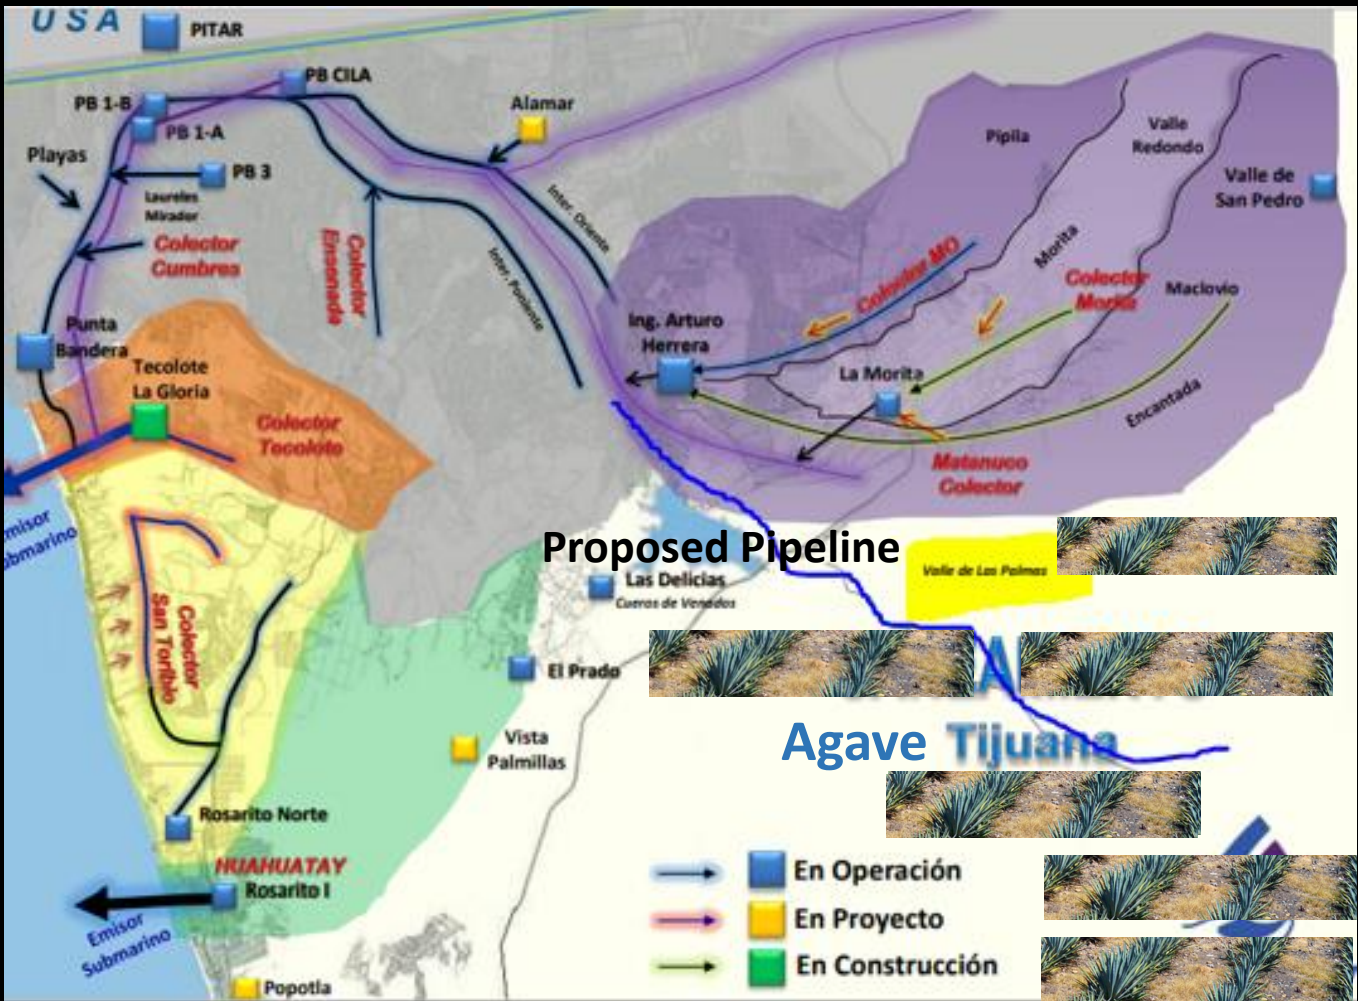 USA
PITAR
PB CILA
PB 1-B
PB 1-A
Alamar
Playas
PB 3
Laureles
Mirador
Colector
Cumbres
Colector
Ensenada
Inter. Oriente
Inter. Poniente
Pipila
Valle
Redondo
Valle de
San Pedro
Morita
Colector MO
Colector
Morita
Maclovio
Encantada
Ing. Arturo
Herrera
La Morita
Matanuco
Colector
Punta
Bandera
Tecolote
La Gloria
Colector
Tecolote
Emisor
Submarino
Proposed Pipeline
Valle de Las Palmas
Las Delicias
Cueros de Venados
El Prado
Colector
San Toribio
Vista
Palmillas
Agave Tijuana
Rosarito Norte
HUAHUATAY
Rosarito I
Emisor
Submarino
Popotla
En Operación
En Proyecto
En Construcción